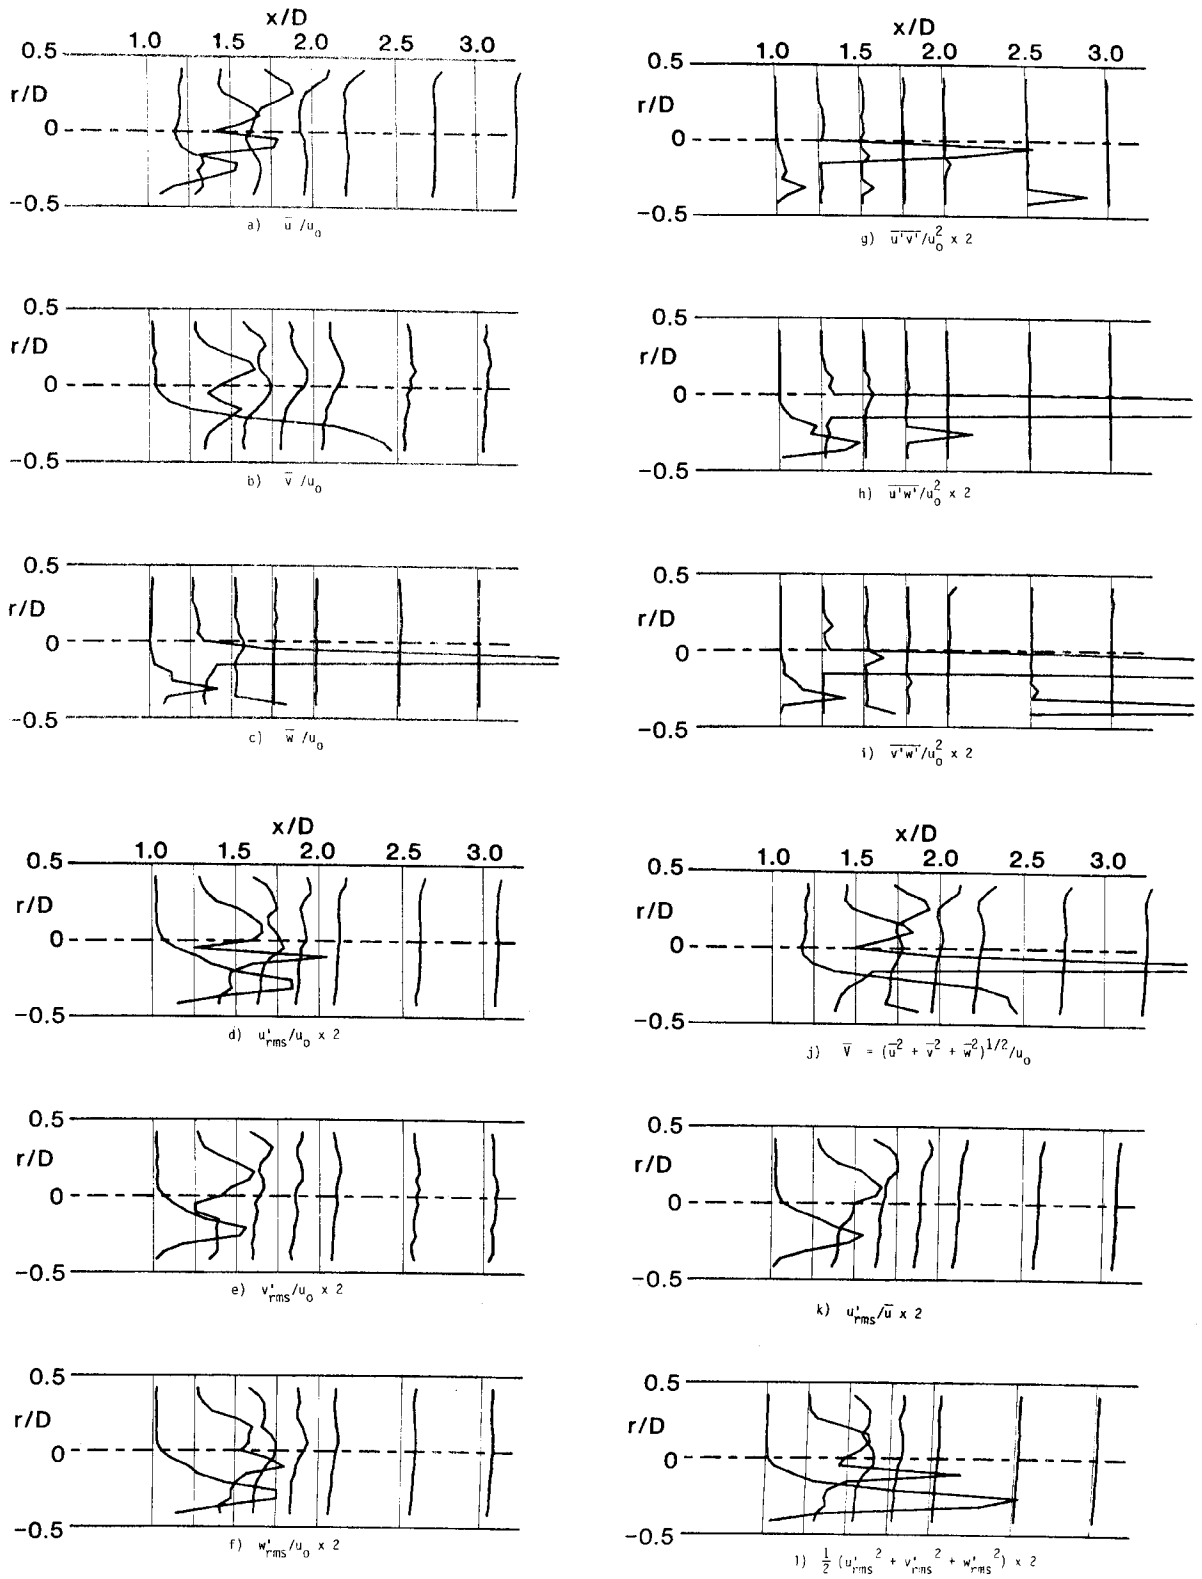 x/D
1.0 1.5 2.0 2.5 3.0
0.5
r/D
0
-0.5
a) u̅ /u₀
0.5
r/D
0
-0.5
b) v̅ /u₀
0.5
r/D
0
-0.5
c) w̅ /u₀
x/D
1.0 1.5 2.0 2.5 3.0
0.5
r/D
0
-0.5
d) u'rms/u₀ x 2
0.5
r/D
0
-0.5
e) v'rms/u₀ x 2
0.5
r/D
0
-0.5
f) w'rms/u₀ x 2
x/D
1.0 1.5 2.0 2.5 3.0
0.5
r/D
0
-0.5
g) u'v'/u₀² x 2
0.5
r/D
0
-0.5
h) u'w'/u₀² x 2
0.5
r/D
0
-0.5
i) v'w'/u₀² x 2
x/D
1.0 1.5 2.0 2.5 3.0
0.5
r/D
0
-0.5
j) V̅ = (u̅² + v̅² + w̅²)1/2/u₀
0.5
r/D
0
-0.5
k) u'rms/u̅ x 2
0.5
r/D
0
-0.5
l) 1/2 (u'rms² + v'rms² + w'rms²) x 2